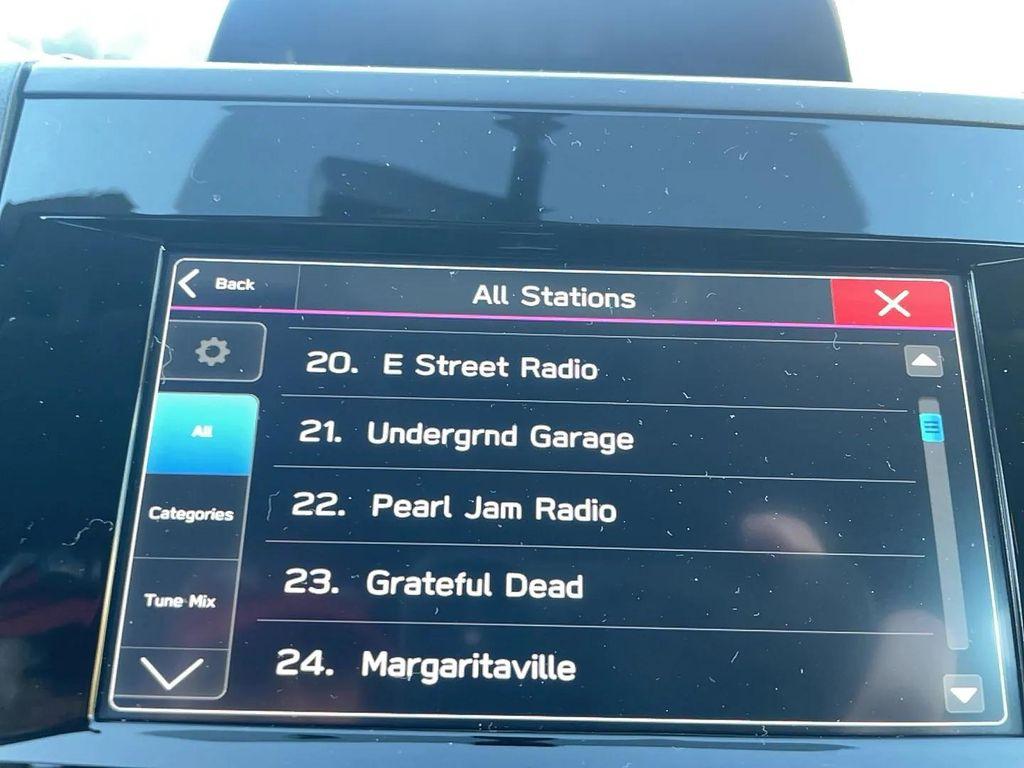 Back
All Stations
All
Categories
Tune Mix
20. E Street Radio
21. Undergrnd Garage
22. Pearl Jam Radio
23. Grateful Dead
24. Margaritaville